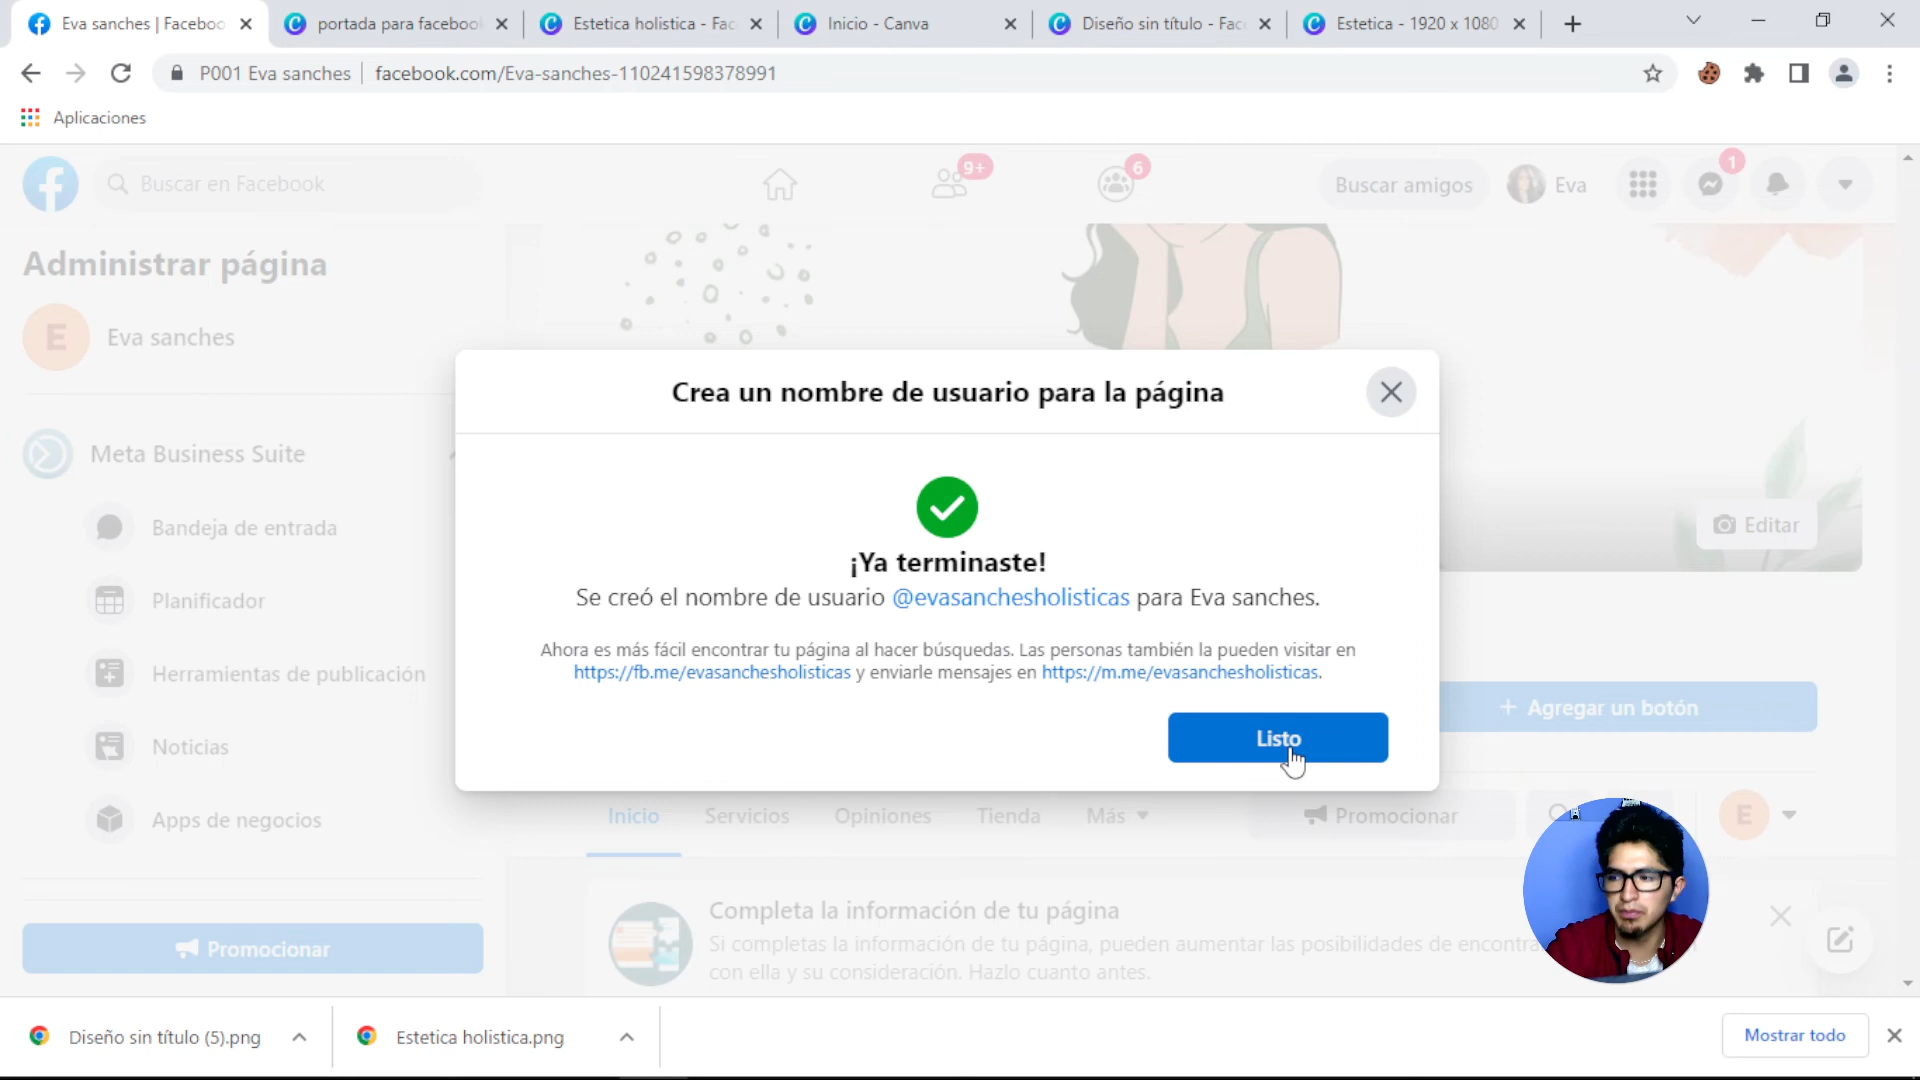 Eva sanches | Faceboo
portada para facebook
Estetica holistica - Fac
Inicio - Canva
Diseño sin título - Fac
Estetica - 1920 x 1080
P001 Eva sanches
facebook.com/Eva-sanches-110241598378991
Aplicaciones
Buscar en Facebook
9+
6
Buscar amigos
Eva
1
Administrar página
E
Eva sanches
Meta Business Suite
Bandeja de entrada
Planificador
Herramientas de publicación
Noticias
Apps de negocios
Promocionar
Crea un nombre de usuario para la página
¡Ya terminaste!
Se creó el nombre de usuario @evasanchesholisticas para Eva sanches.
Ahora es más fácil encontrar tu página al hacer búsquedas. Las personas también la pueden visitar en
https://fb.me/evasanchesholisticas y enviarle mensajes en https://m.me/evasanchesholisticas.
Listo
Editar
+ Agregar un botón
Inicio
Servicios
Opiniones
Tienda
Más
Promocionar
E
Completa la información de tu página
Si completas la información de tu página, pueden aumentar las posibilidades de encontra
con ella y su consideración. Hazlo cuanto antes.
Diseño sin título (5).png
Estetica holistica.png
Mostrar todo